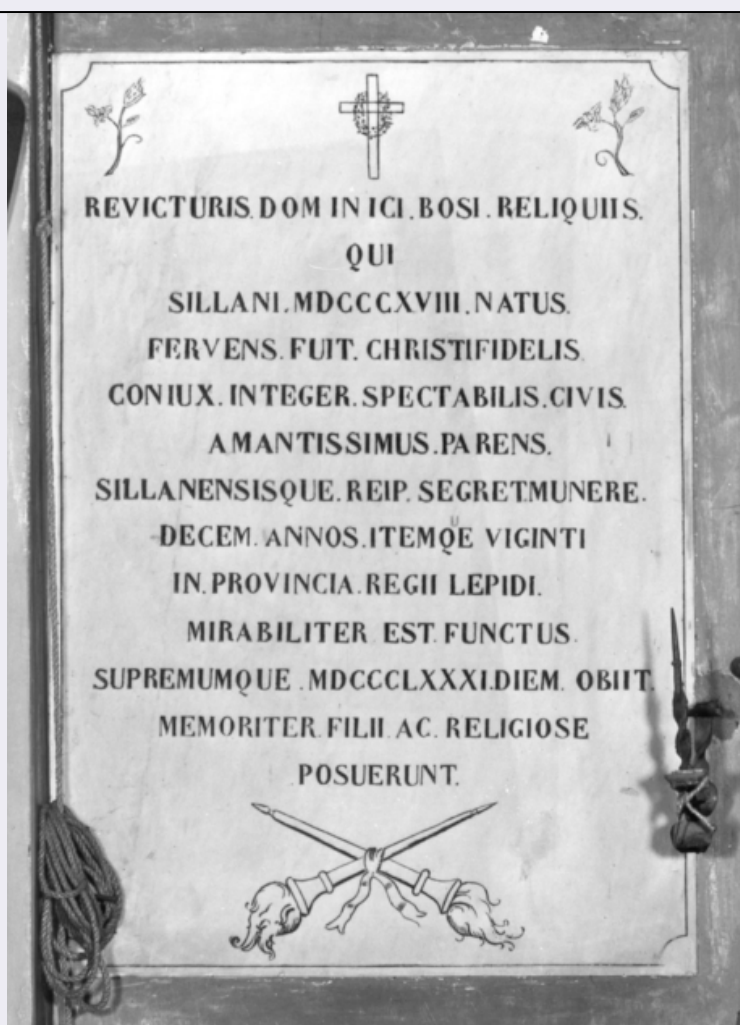 REVICTURIS. DOMINICI. BOSI. RELIQUIIS.
QUI
SILLANI. MDCCCXVIII. NATUS.
FERVENS. FUIT. CHRISTIFIDELIS.
CONIUX. INTEGER. SPECTABILIS. CIVIS.
AMANTISSIMUS. PARENS.
SILLANENSISQUE. REIP. SEGRET.MUNERE.
DECEM. ANNOS. ITEMQUE VIGINTI
IN. PROVINCIA. REGII LEPIDI.
MIRABILITER EST. FUNCTUS.
SUPREMUMQUE. MDCCCLXXXI.DIEM. OBIIT.
MEMORITER. FILII AC. RELIGIOSE
POSUERUNT.